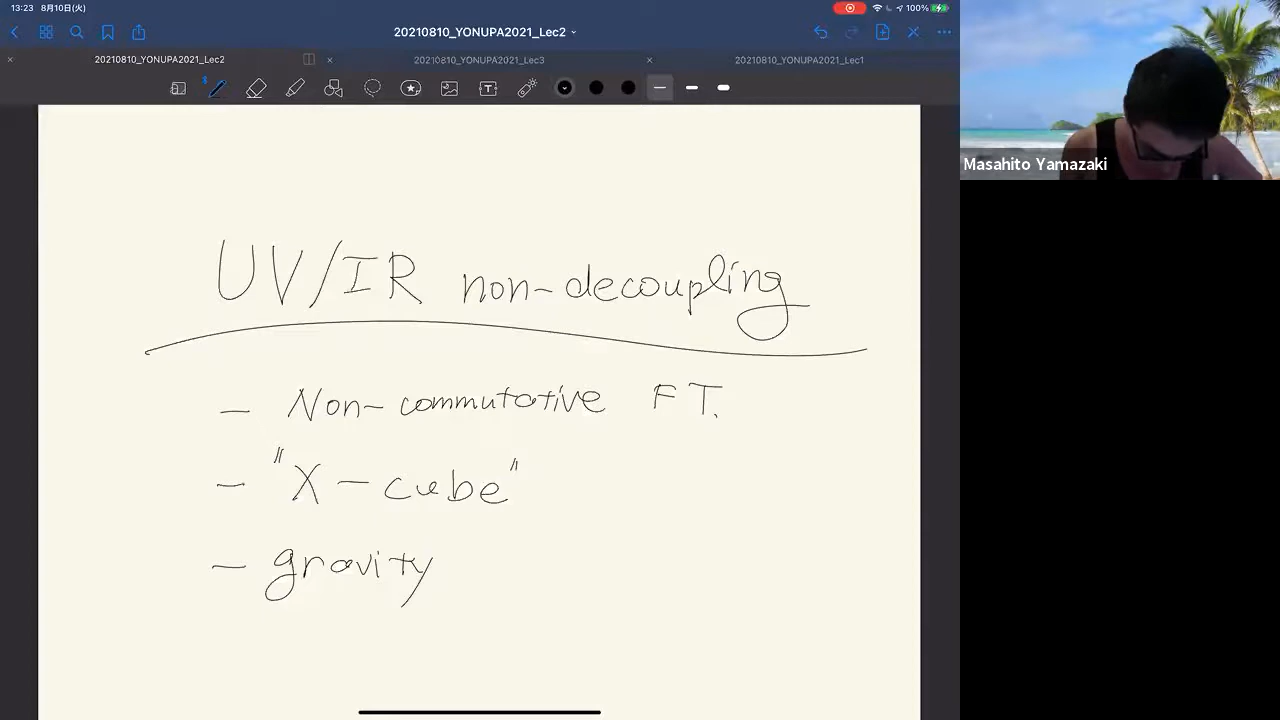 13:23 8月10日(火) 100%
20210810_YONUPA2021_Lec2
20210810_YONUPA2021_Lec2 20210810_YONUPA2021_Lec3 20210810_YONUPA2021_Lec1
UV/IR non-decoupling
- Non-commutative FT.
- "X-cube"
- gravity
Masahito Yamazaki